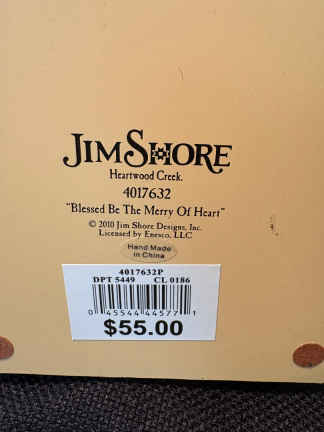 JIM SHORE
Heartwood Creek.
4017632
"Blessed Be The Merry Of Heart"
© 2010 Jim Shore Designs, Inc.
Licensed by Enesco, LLC
Hand Made
in China
4017632P
DPT 5449 CL 0186
0 45544 44577 1
$55.00